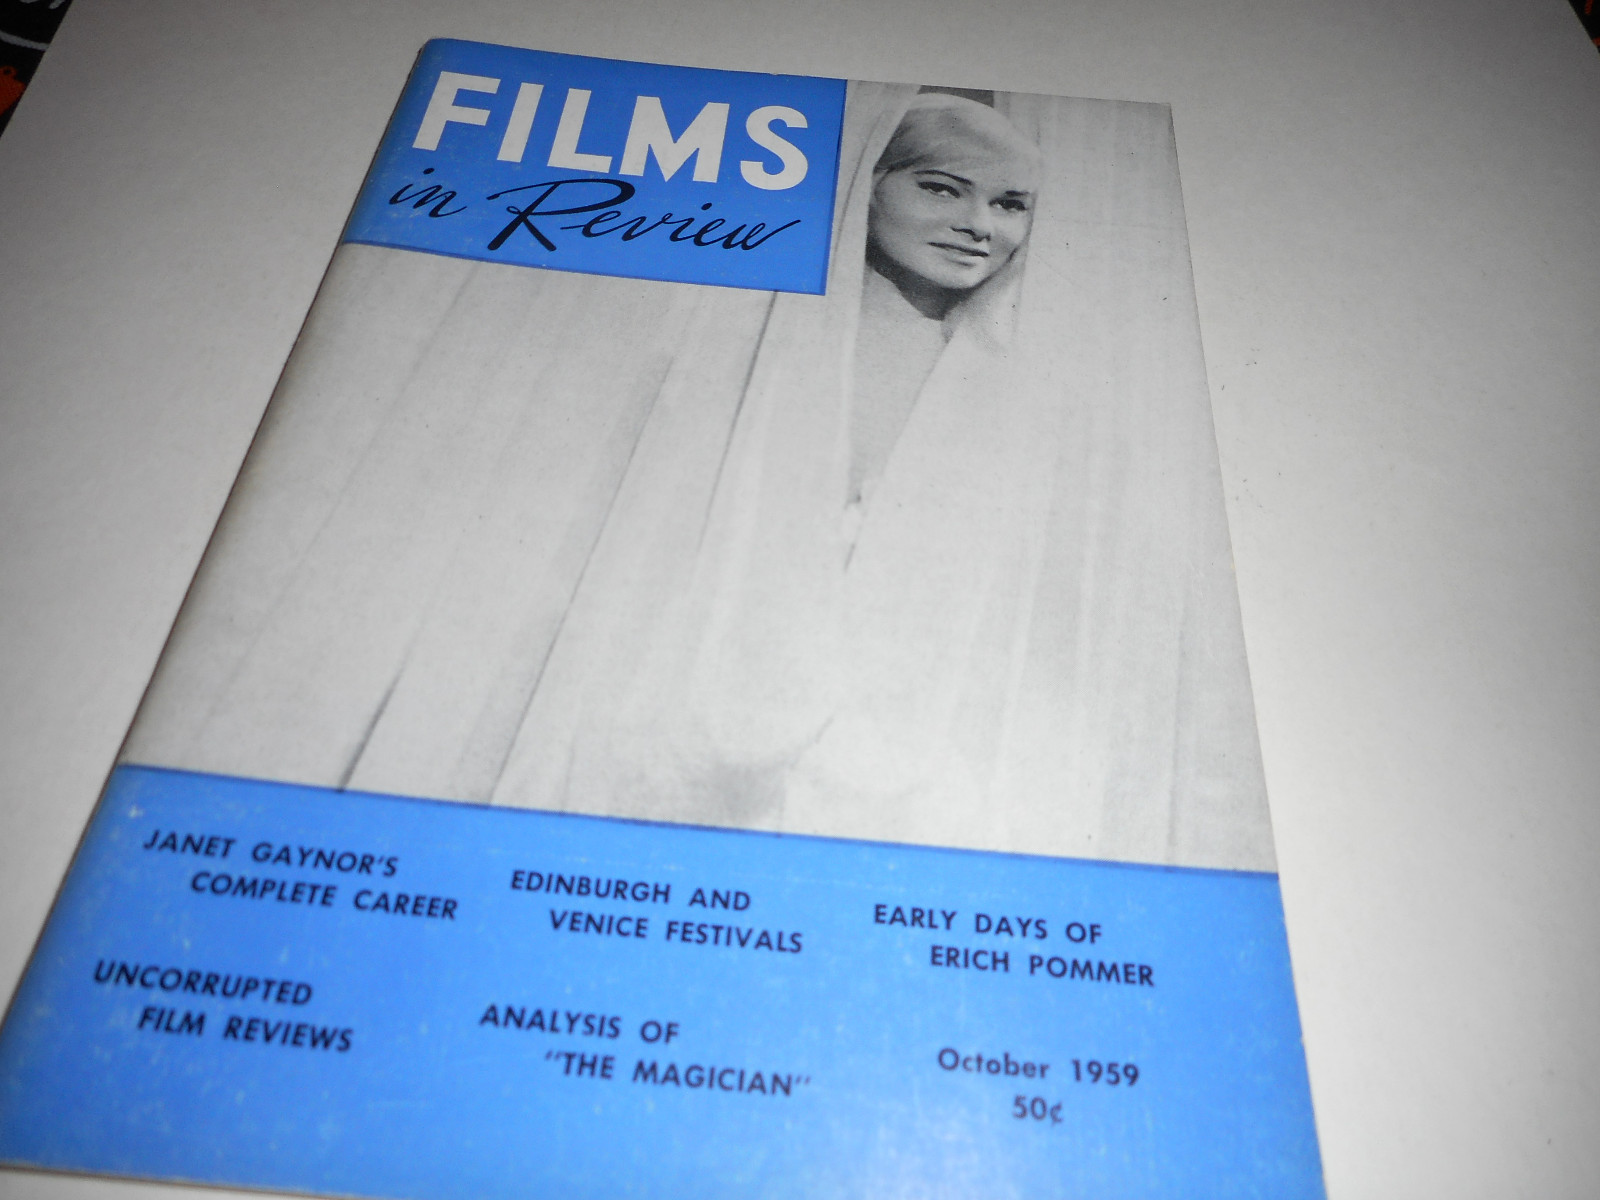 FILMS
in Review
JANET GAYNOR'S
COMPLETE CAREER
EDINBURGH AND
VENICE FESTIVALS
EARLY DAYS OF
ERICH POMMER
UNCORRUPTED
FILM REVIEWS
ANALYSIS OF
"THE MAGICIAN"
October 1959
50¢